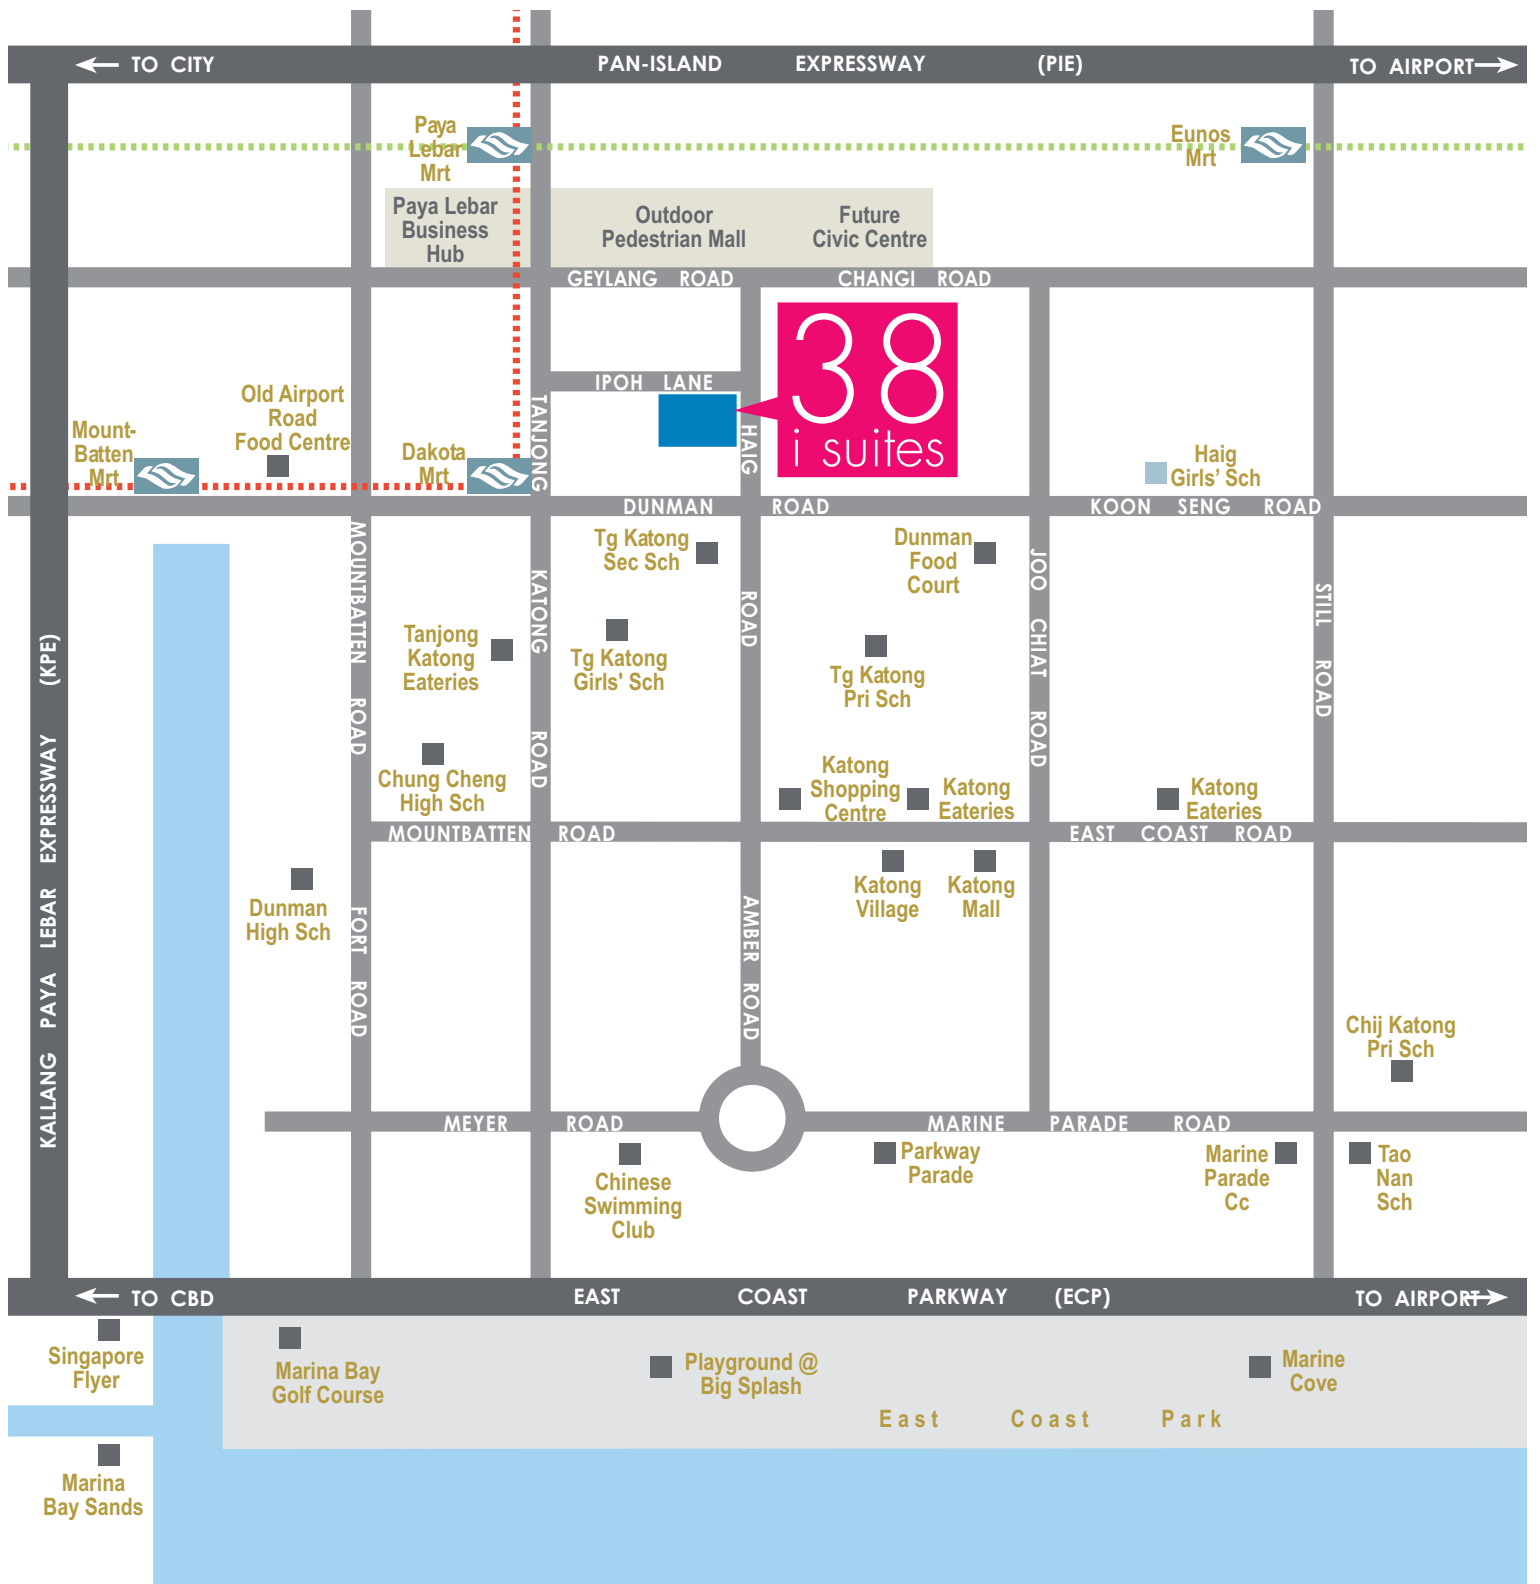 TO CITY
PAN-ISLAND EXPRESSWAY (PIE)
TO AIRPORT
Paya
Lebar
Mrt
Eunos
Mrt
Paya Lebar
Business
Hub
Outdoor
Pedestrian Mall
Future
Civic Centre
GEYLANG ROAD
CHANGI ROAD
38
i suites
IPOH LANE
Old Airport
Road
Food Centre
Mount-
Batten
Mrt
Dakota
Mrt
Haig
Girls' Sch
DUNMAN ROAD
KOON SENG ROAD
TANJONG KATONG ROAD
HAIG ROAD
MOUNTBATTEN ROAD
JOO CHIAT ROAD
STILL ROAD
KALLANG PAYA LEBAR EXPRESSWAY (KPE)
Tg Katong
Sec Sch
Dunman
Food
Court
Tanjong
Katong
Eateries
Tg Katong
Girls' Sch
Tg Katong
Pri Sch
Chung Cheng
High Sch
Katong
Shopping
Centre
Katong
Eateries
Katong
Eateries
MOUNTBATTEN ROAD
EAST COAST ROAD
Dunman
High Sch
Katong
Village
Katong
Mall
FORT ROAD
AMBER ROAD
Chij Katong
Pri Sch
MEYER ROAD
MARINE PARADE ROAD
Chinese
Swimming
Club
Parkway
Parade
Marine
Parade
Cc
Tao
Nan
Sch
TO CBD
EAST COAST PARKWAY (ECP)
TO AIRPORT
Singapore
Flyer
Marina Bay
Golf Course
Playground @
Big Splash
Marine
Cove
East Coast Park
Marina
Bay Sands